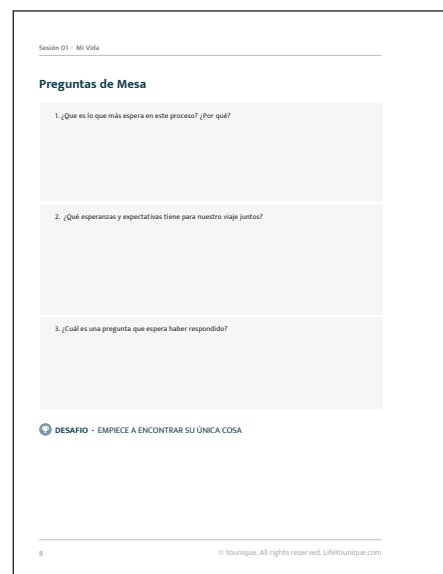 Sesión 01 - Mi Vida
Preguntas de Mesa
1. ¿Que es lo que más espera en este proceso? ¿Por qué?
2. ¿Qué esperanzas y expectativas tiene para nuestro viaje juntos?
3. ¿Cuál es una pregunta que espera haber respondido?
DESAFIO - EMPIECE A ENCONTRAR SU ÚNICA COSA
8
© Younique. All rights reserved. LifeYounique.com